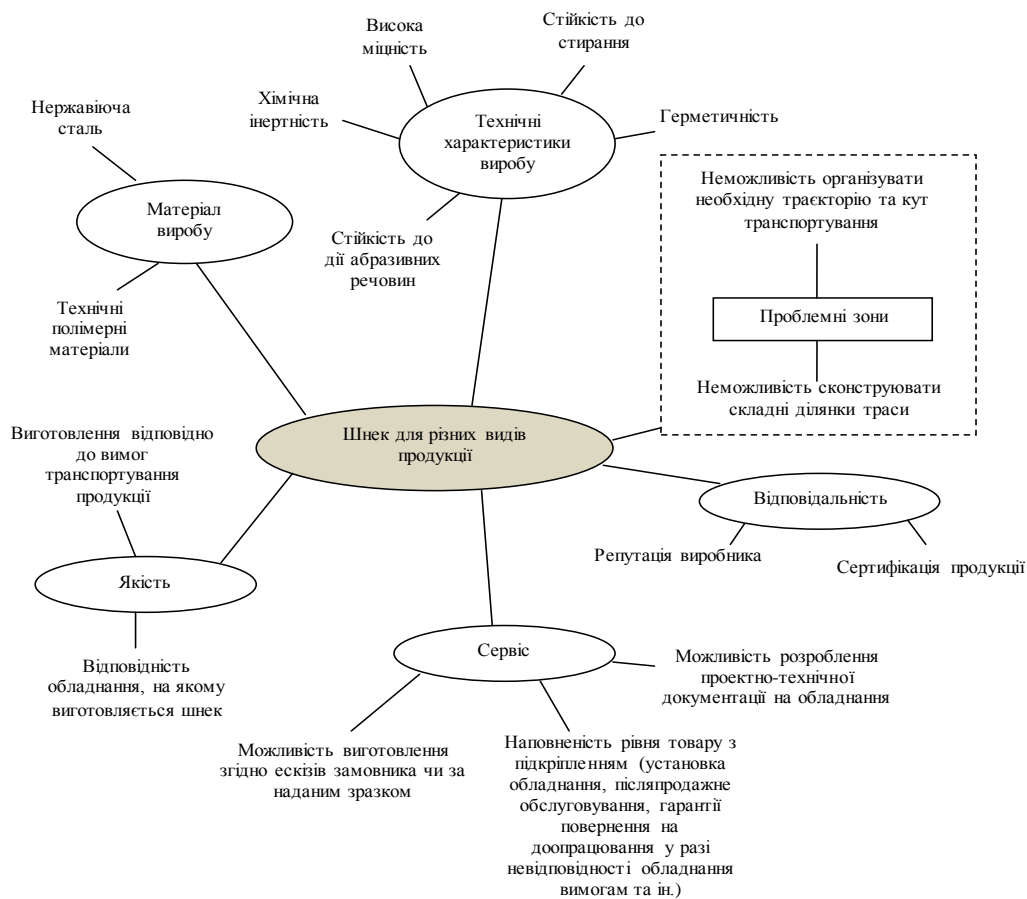 Висока
міцність
Стійкість до
стирання
Хімічна
інертність
Технічні
характеристики
виробу
Герметичність
Стійкість до
дії абразивних
речовин
Нержавіюча
сталь
Матеріал
виробу
Технічні
полімерні
матеріали
Неможливість організувати
необхідну траєкторію та кут
транспортування
Проблемні зони
Неможливість сконструювати
складні ділянки траси
Шнек для різних видів
продукції
Виготовлення відповідно
до вимог
транспортування
продукції
Якість
Відповідність
обладнання, на якому
виготовляється шнек
Відповідальність
Репутація виробника
Сертифікація продукції
Сервіс
Можливість розроблення
проектно-технічної
документації на обладнання
Можливість виготовлення
згідно ескізів замовника чи за
наданим зразком
Наповненість рівня товару з
підкріпленням (установка
обладнання, післяпродажне
обслуговування, гарантії
повернення на
доопрацювання у разі
невідповідності обладнання
вимогам та ін.)